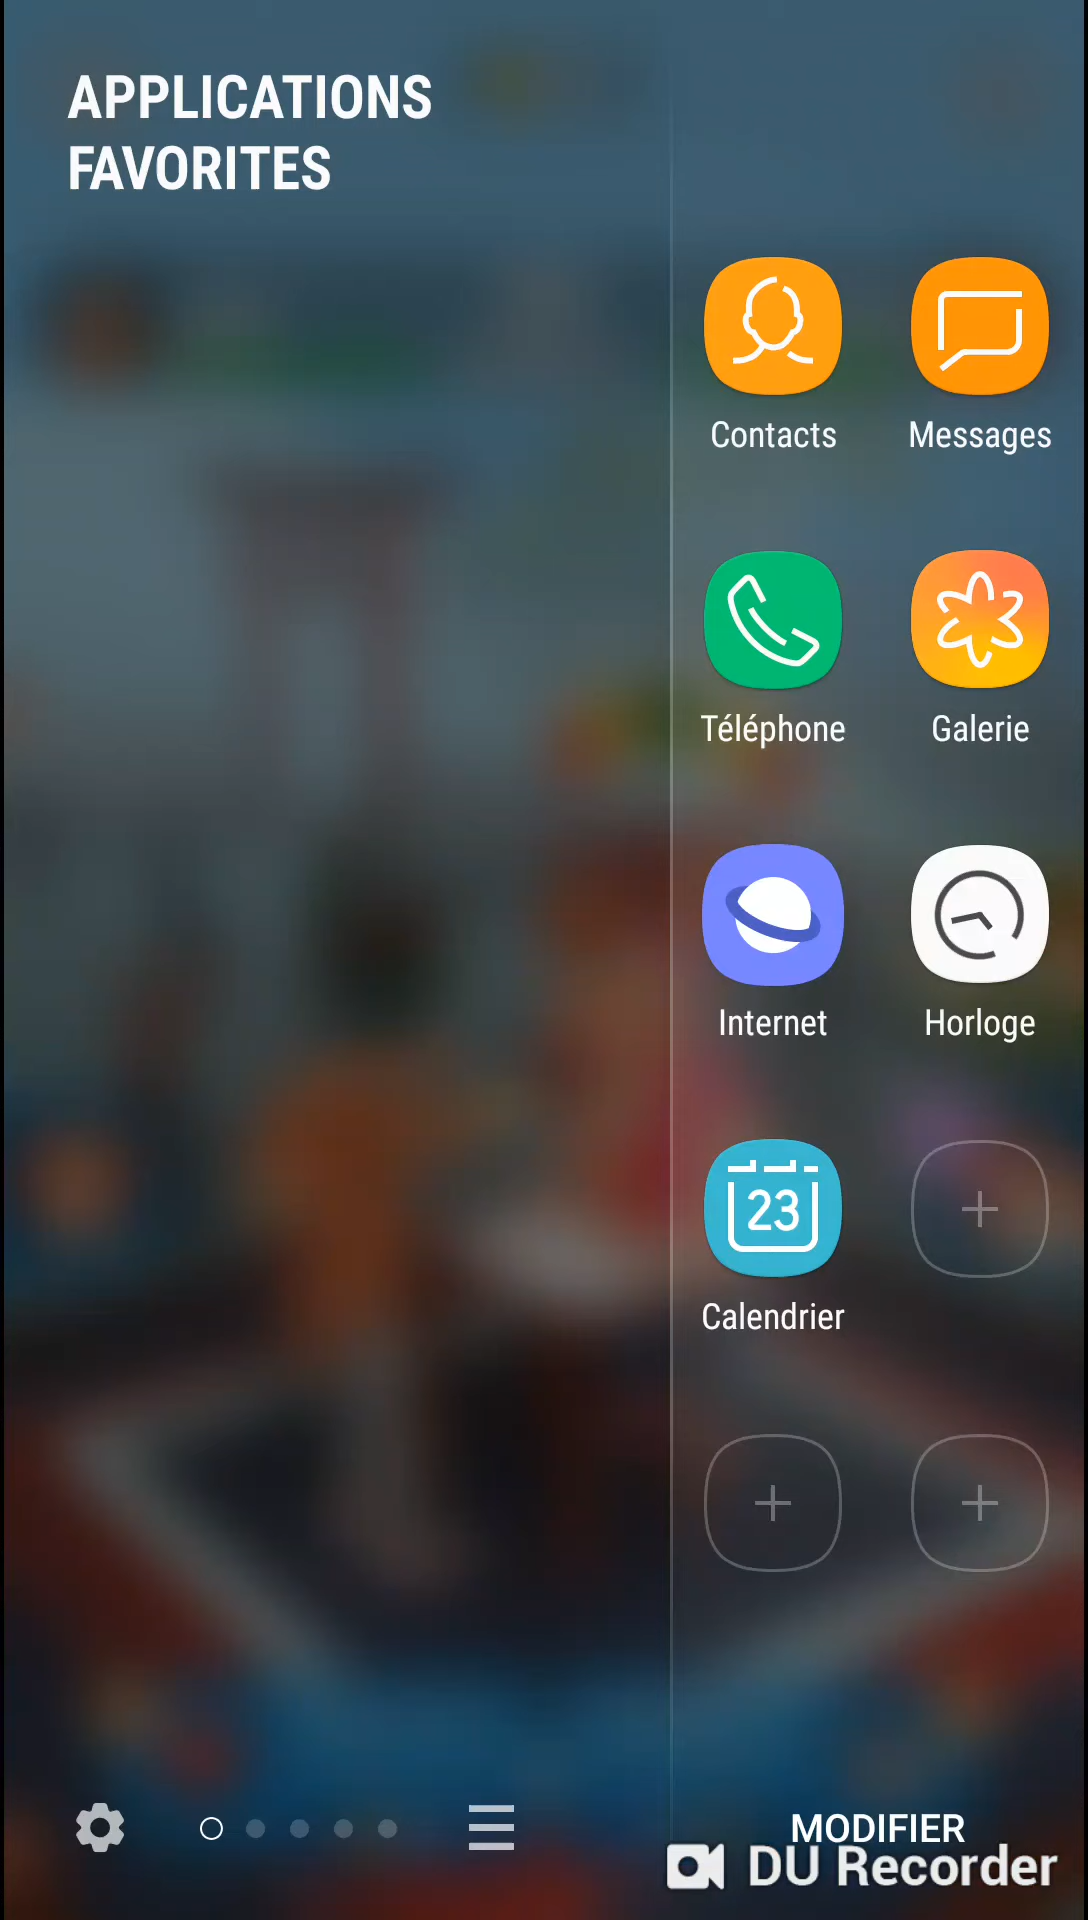 APPLICATIONS
FAVORITES
Contacts
Messages
Téléphone
Galerie
Internet
Horloge
23
Calendrier
MODIFIER
DU Recorder